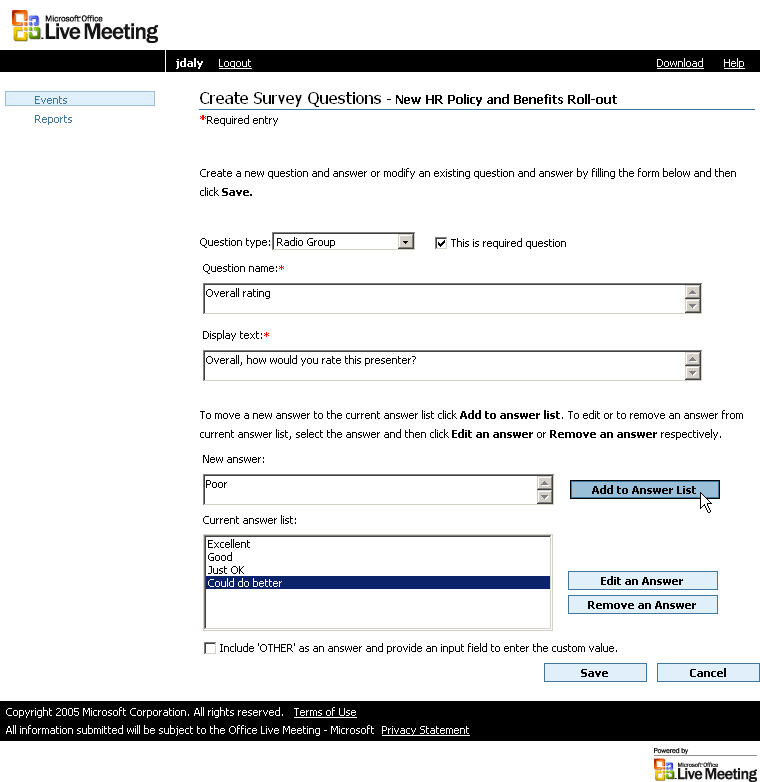 Microsoft Office
Live Meeting
jdaly Logout Download Help
Events
Reports
Create Survey Questions - New HR Policy and Benefits Roll-out
*Required entry
Create a new question and answer or modify an existing question and answer by filling the form below and then
click Save.
Question type: Radio Group This is required question
Question name:*
Overall rating
Display text:*
Overall, how would you rate this presenter?
To move a new answer to the current answer list click Add to answer list. To edit or to remove an answer from
current answer list, select the answer and then click Edit an answer or Remove an answer respectively.
New answer:
Poor
Add to Answer List
Current answer list:
Excellent
Good
Just OK
Could do better
Edit an Answer
Remove an Answer
Include 'OTHER' as an answer and provide an input field to enter the custom value.
Save Cancel
Copyright 2005 Microsoft Corporation. All rights reserved. Terms of Use
All information submitted will be subject to the Office Live Meeting - Microsoft Privacy Statement
Powered by
Microsoft Office
Live Meeting